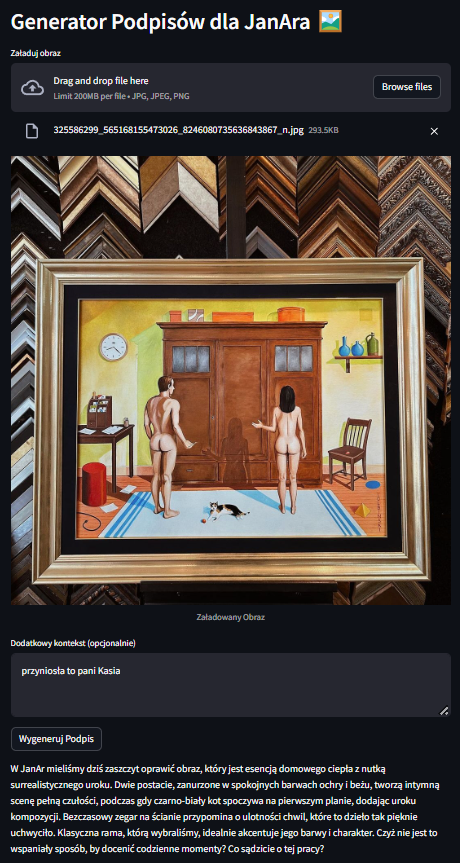 Generator Podpisów dla JanAra
Załaduj obraz
Drag and drop file here
Limit 200MB per file • JPG, JPEG, PNG
Browse files
325586299_565168155473026_8246080735636843867_n.jpg 293.5KB
Załadowany Obraz
Dodatkowy kontekst (opcjonalnie)
przyniosła to pani Kasia
Wygeneruj Podpis
W JanAr mieliśmy dziś zaszczyt oprawić obraz, który jest esencją domowego ciepła z nutką
surrealistycznego uroku. Dwie postacie, zanurzone w spokojnych barwach ochry i beżu, tworzą intymną
scenę pełną czułości, podczas gdy czarno-biały kot spoczywa na pierwszym planie, dodając uroku
kompozycji. Bezczasowy zegar na ścianie przypomina o ulotności chwil, które to dzieło tak pięknie
uchwyciło. Klasyczna rama, którą wybraliśmy, idealnie akcentuje jego barwy i charakter. Czyż nie jest to
wspaniały sposób, by docenić codzienne momenty? Co sądzicie o tej pracy?